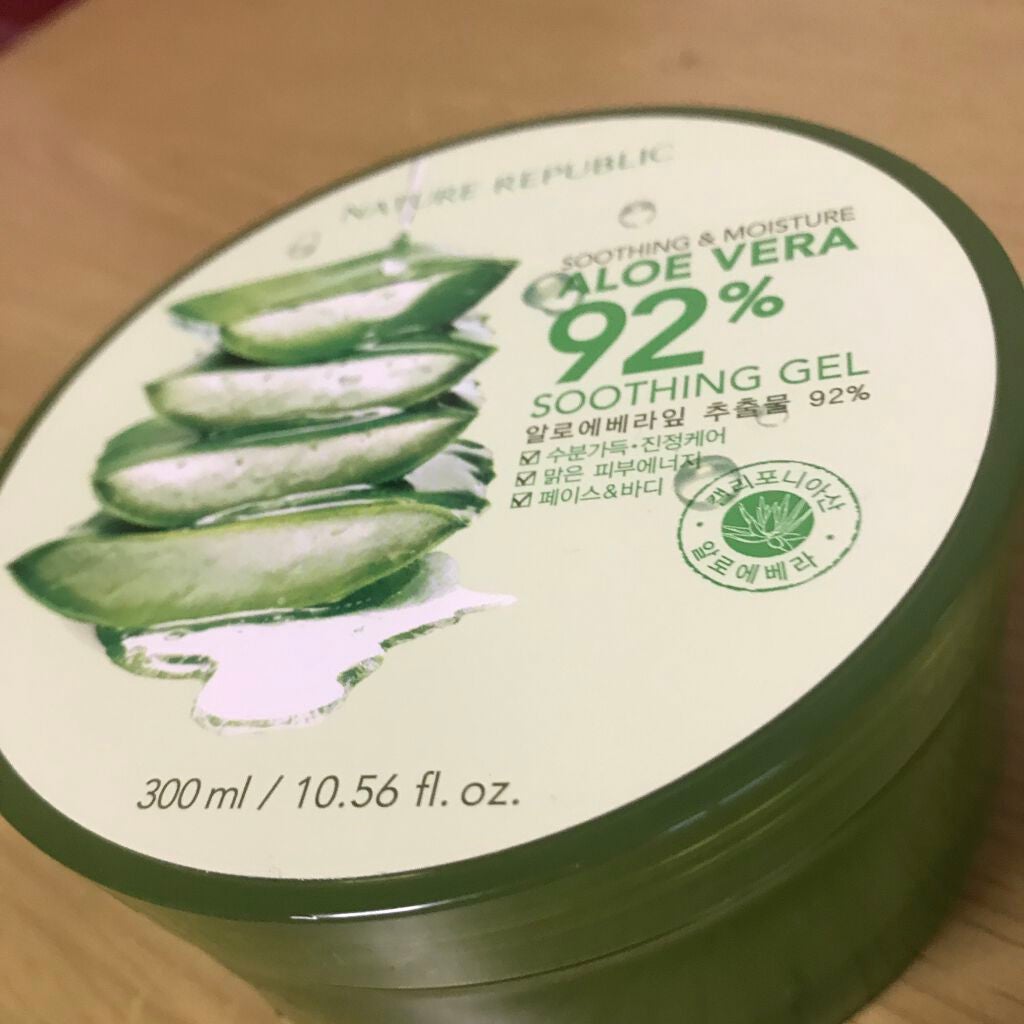 NATURE REPUBLIC
SOOTHING & MOISTURE
ALOE VERA
92%
SOOTHING GEL
알로에베라잎 추출물 92%
☑ 수분가득·진정케어
☑ 맑은 피부에너지
☑ 페이스&바디
캘리포니아산
알로에베라
300 ml / 10.56 fl. oz.